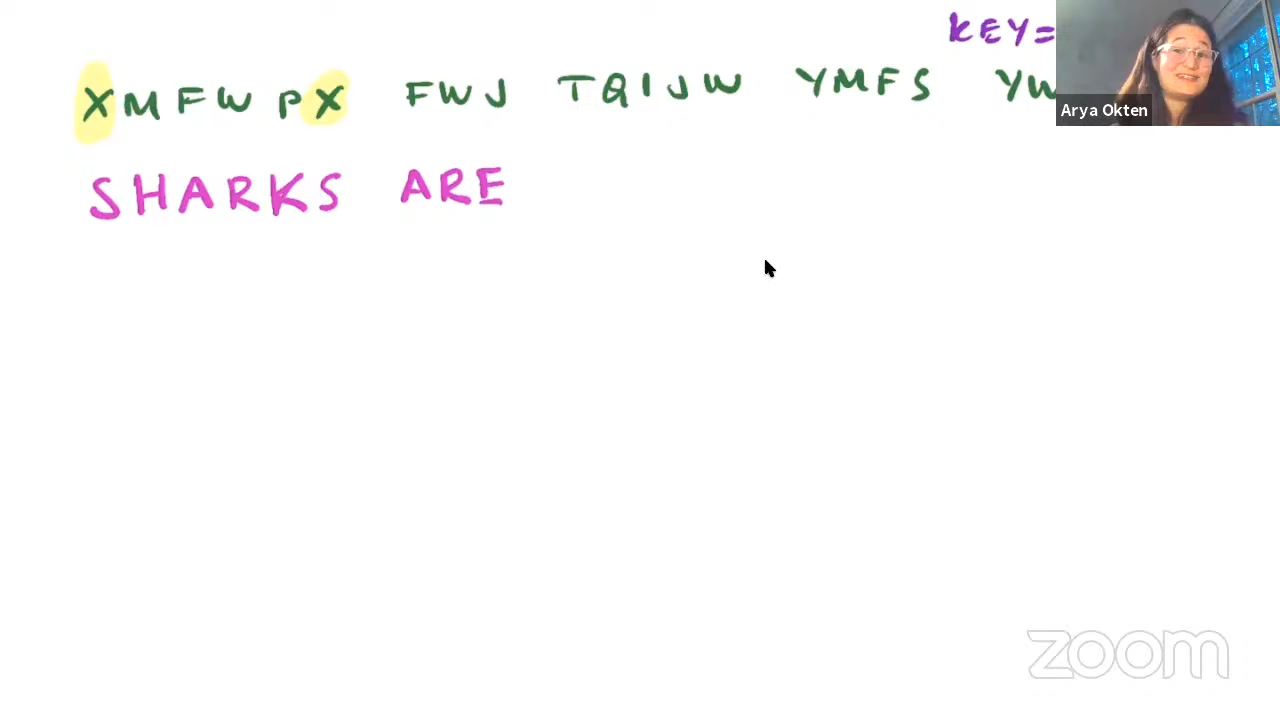 KEY=
XMFWPX FWJ TQIJW YMFS YW
Arya Okten
SHARKS ARE
zoom